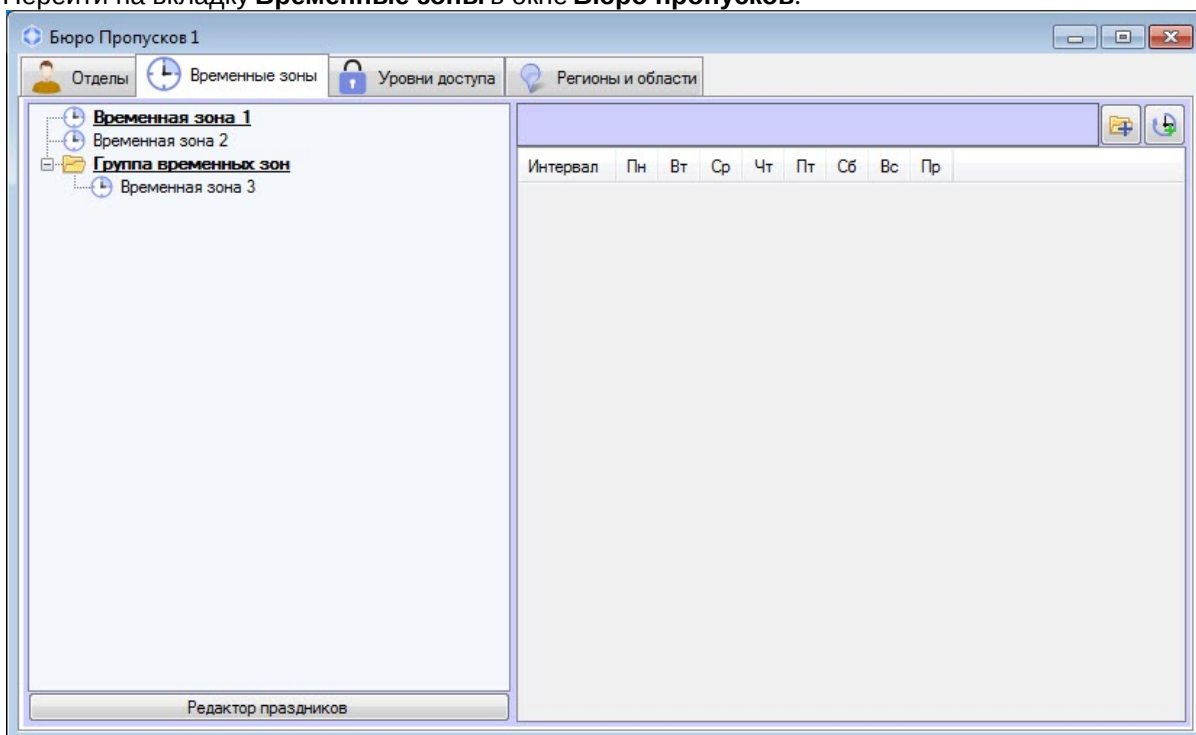 Перейти на вкладку Временные зоны в окне Бюро пропусков.
Бюро Пропусков 1
Отделы Временные зоны Уровни доступа Регионы и области
Временная зона 1
Временная зона 2
Группа временных зон
Временная зона 3
Интервал Пн Вт Ср Чт Пт Сб Вс Пр
Редактор праздников